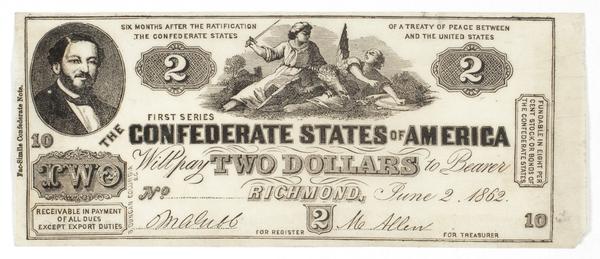 SIX MONTHS AFTER THE RATIFICATION OF A TREATY OF PEACE BETWEEN
THE CONFEDERATE STATES AND THE UNITED STATES
2 2
Fac-Simile Confederate Note.
FIRST SERIES
10 THE CONFEDERATE STATES OF AMERICA
FUNDABLE IN EIGHT PER
CENT STOCK OR BONDS OF
THE CONFEDERATE STATES
TWO
Will pay TWO DOLLARS to Bearer
No RICHMOND, June 2, 1862.
RECEIVABLE IN PAYMENT
OF ALL DUES
EXCEPT EXPORT DUTIES
2 10
FOR REGISTER FOR TREASURER